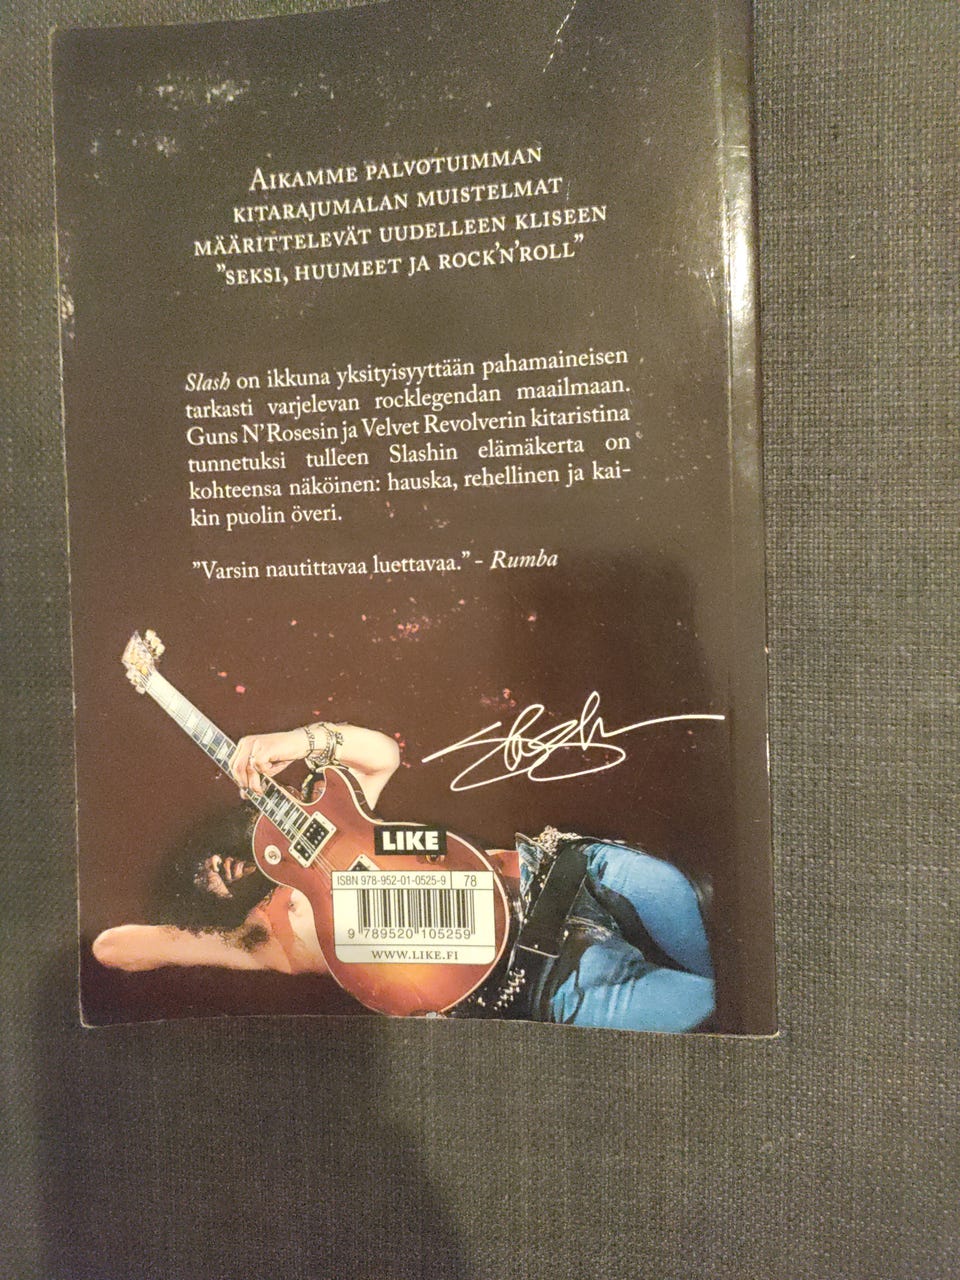 AIKAMME PALVOTUIMMAN
KITARAJUMALAN MUISTELMAT
MÄÄRITTELEVÄT UUDELLEEN KLISEEN
”SEKSI, HUUMEET JA ROCK’N’ROLL”
Slash on ikkuna yksityisyyttään pahamaineisen
tarkasti varjelevan rocklegendan maailmaan.
Guns N’Rosesin ja Velvet Revolverin kitaristina
tunnetuksi tulleen Slashin elämäkerta on
kohteensa näköinen: hauska, rehellinen ja kai-
kin puolin överi.
”Varsin nautittavaa luettavaa.” - Rumba
Slash
LIKE
ISBN 978-952-01-0525-9 78
9 789520 105259
WWW.LIKE.FI